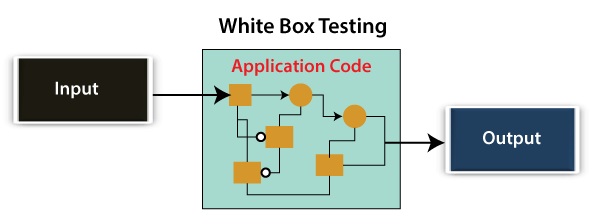 White Box Testing
Application Code
Input
Output